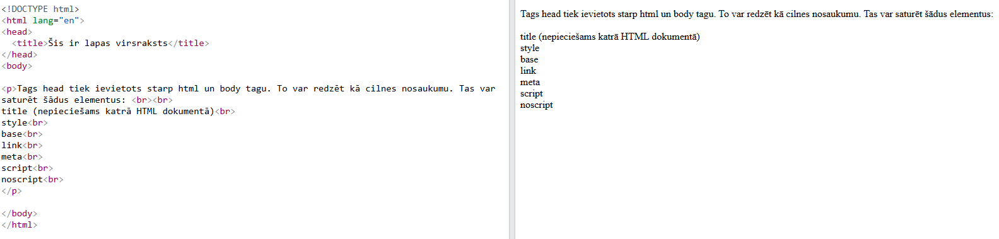 <!DOCTYPE html>
<html lang="en">
<head>
  <title>Šis ir lapas virsraksts</title>
</head>
<body>

<p>Tags head tiek ievietots starp html un body tagu. To var redzēt kā cilnes nosaukumu. Tas var
saturēt šādus elementus: <br><br>
title (nepieciešams katrā HTML dokumentā)<br>
style<br>
base<br>
link<br>
meta<br>
script<br>
noscript<br>
</p>

</body>
</html>

Tags head tiek ievietots starp html un body tagu. To var redzēt kā cilnes nosaukumu. Tas var saturēt šādus elementus:

title (nepieciešams katrā HTML dokumentā)
style
base
link
meta
script
noscript